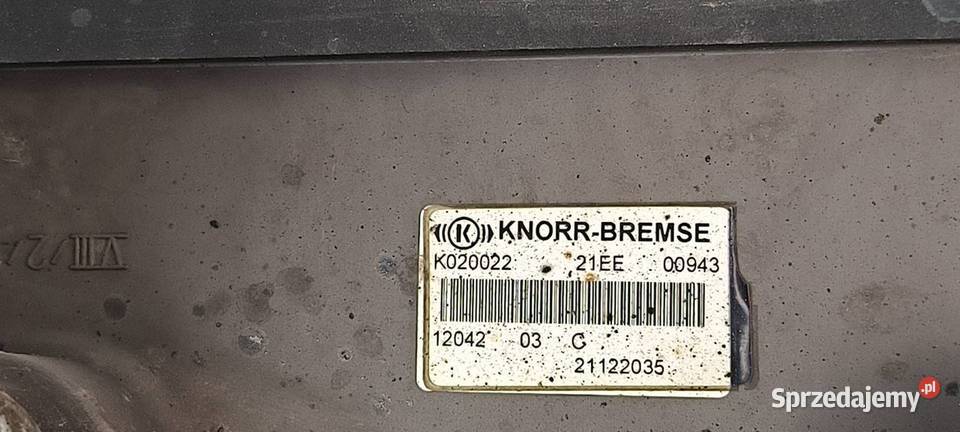 K KNORR-BREMSE
K020022 21EE 00943
12042 03 C
21122035
Sprzedajemy.pl